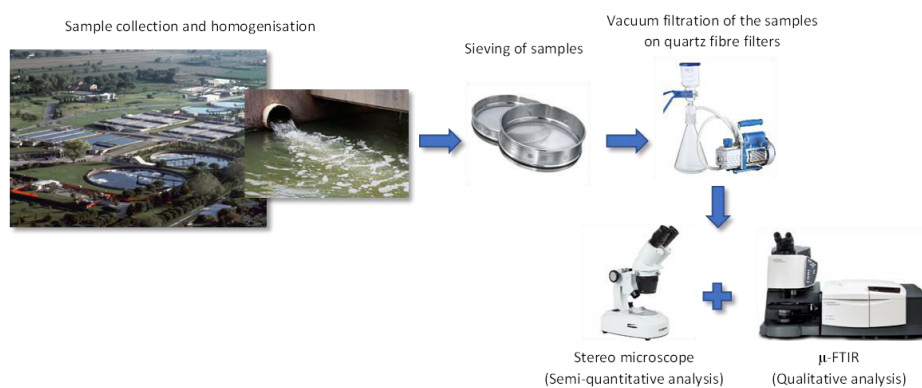 Sample collection and homogenisation
Sieving of samples
Vacuum filtration of the samples
on quartz fibre filters
Stereo microscope
(Semi-quantitative analysis)
μ-FTIR
(Qualitative analysis)